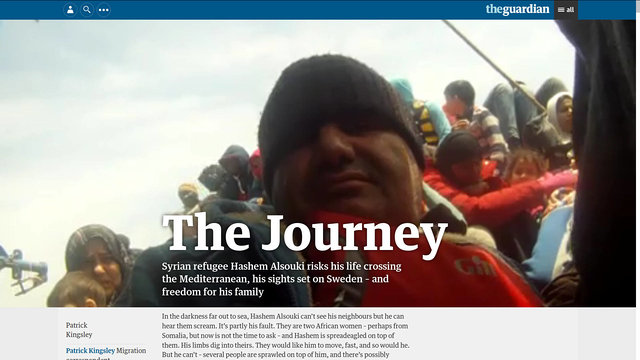 theguardian
all
The Journey
Syrian refugee Hashem Alsouki risks his life crossing
the Mediterranean, his sights set on Sweden – and
freedom for his family
Patrick
Kingsley
Patrick Kingsley Migration
In the darkness far out to sea, Hashem Alsouki can't see his neighbours but he can
hear them scream. It's partly his fault. They are two African women – perhaps from
Somalia, but now is not the time to ask – and Hashem is spreadeagled on top of
them. His limbs dig into theirs. They would like him to move, fast, and so would he.
But he can't – several people are sprawled on top of him, and there's possibly